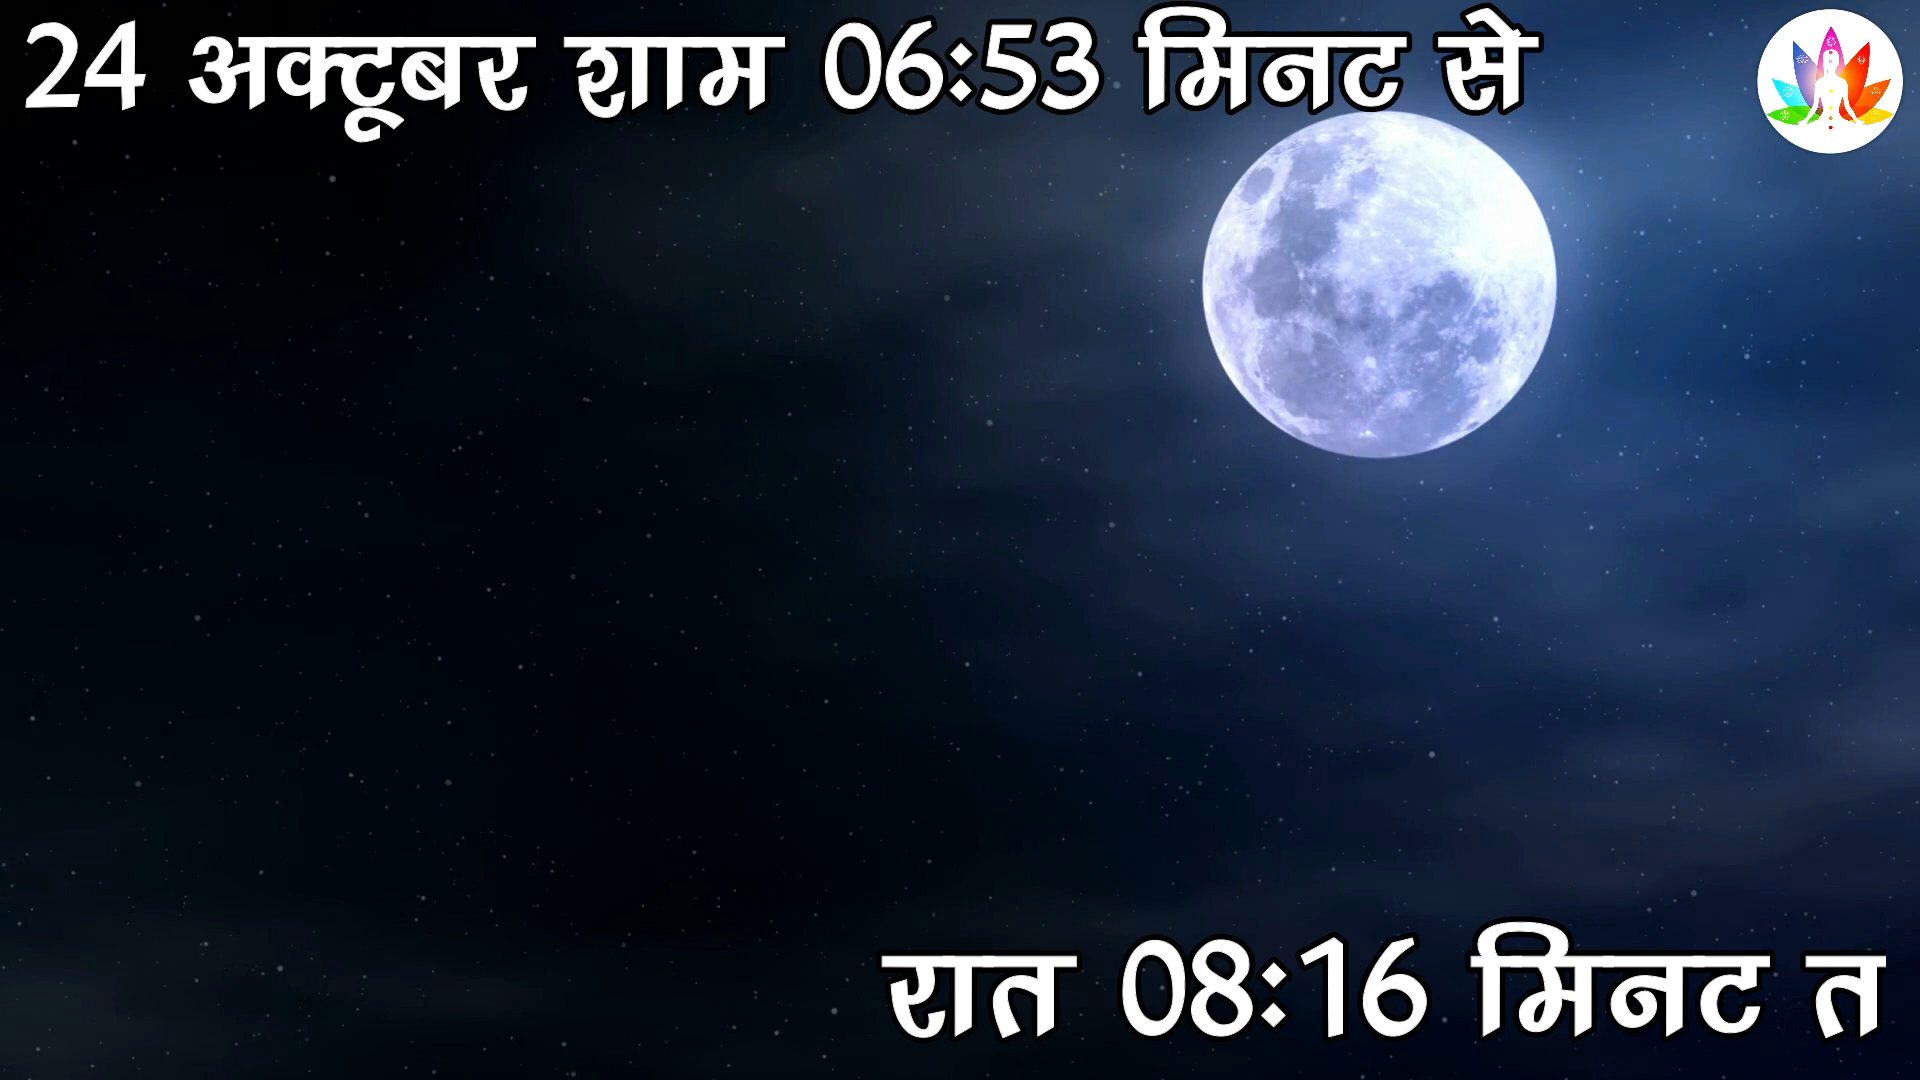 24 अक्टूबर शाम 06:53 मिनट से
रात 08:16 मिनट त